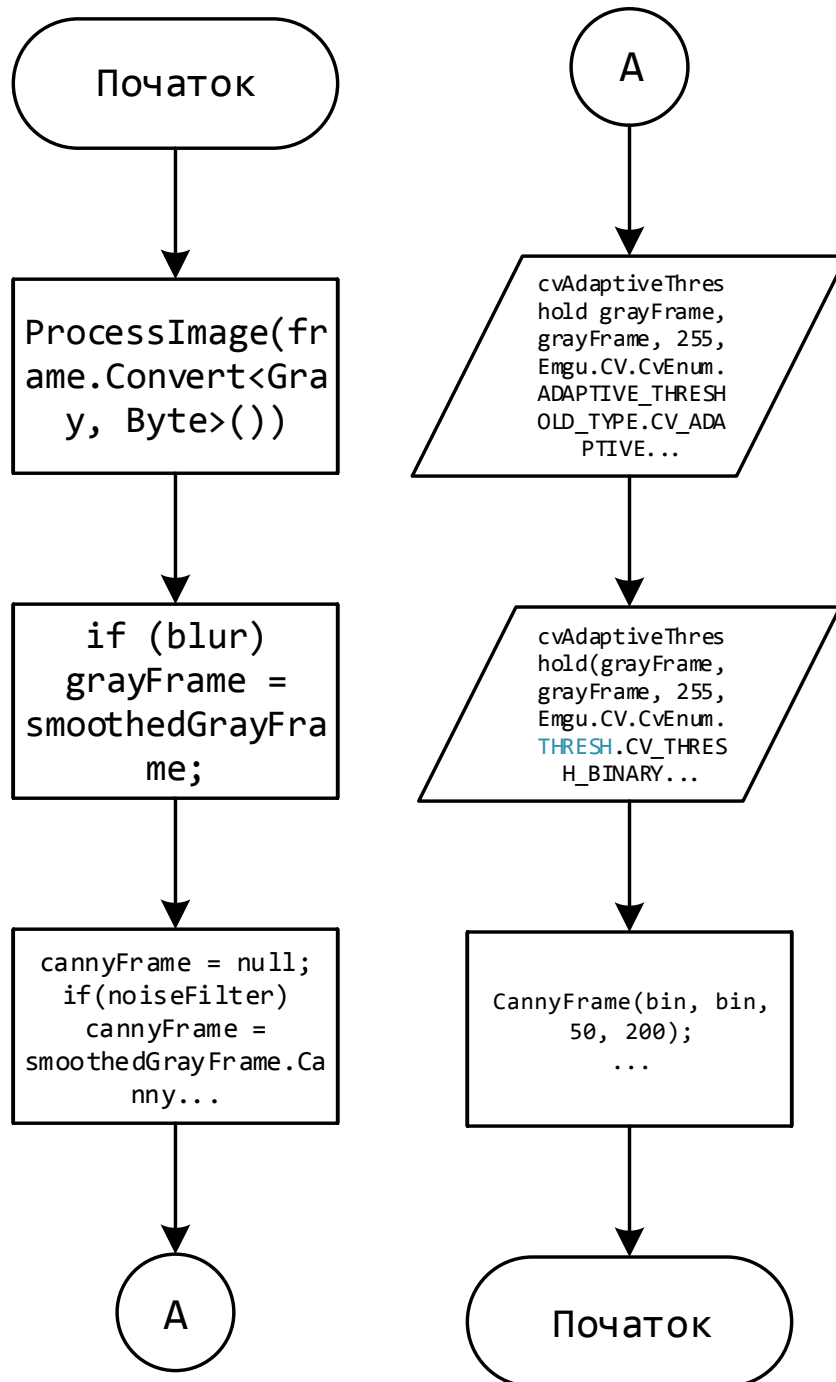 Початок
ProcessImage(fr
ame.Convert<Gra
y, Byte>())
if (blur)
grayFrame =
smoothedGrayFra
me;
cannyFrame = null;
if(noiseFilter)
cannyFrame =
smoothedGrayFrame.Ca
nny...
A
A
cvAdaptiveThres
hold grayFrame,
grayFrame, 255,
Emgu.CV.CvEnum.
ADAPTIVE_THRESH
OLD_TYPE.CV_ADA
PTIVE...
cvAdaptiveThres
hold(grayFrame,
grayFrame, 255,
Emgu.CV.CvEnum.
THRESH.CV_THRES
H_BINARY...
CannyFrame(bin, bin,
50, 200);
...
Початок